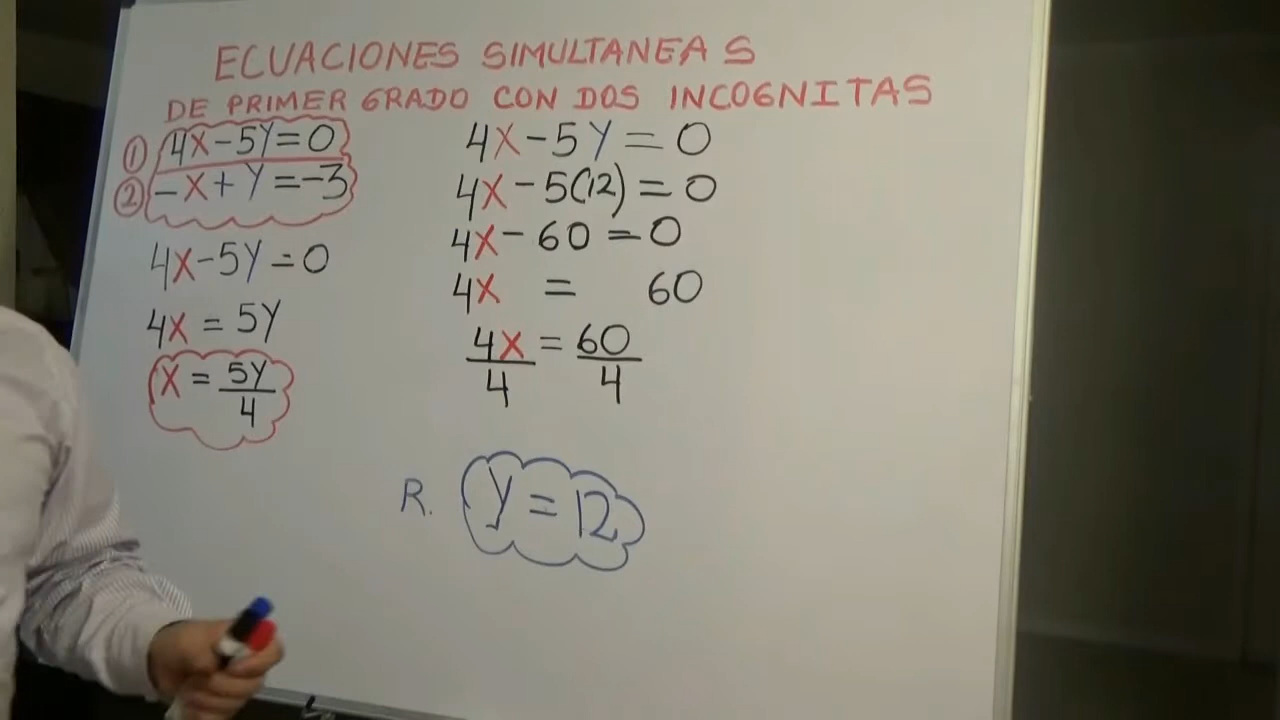 ECUACIONES SIMULTANEAS
DE PRIMER GRADO CON DOS INCOGNITAS
① 4X-5Y=0
② -X+Y=-3
4X-5Y=0
4X=5Y
X=5Y/4
4X-5Y=0
4X-5(12)=0
4X-60=0
4X = 60
4X/4=60/4
R. Y=12